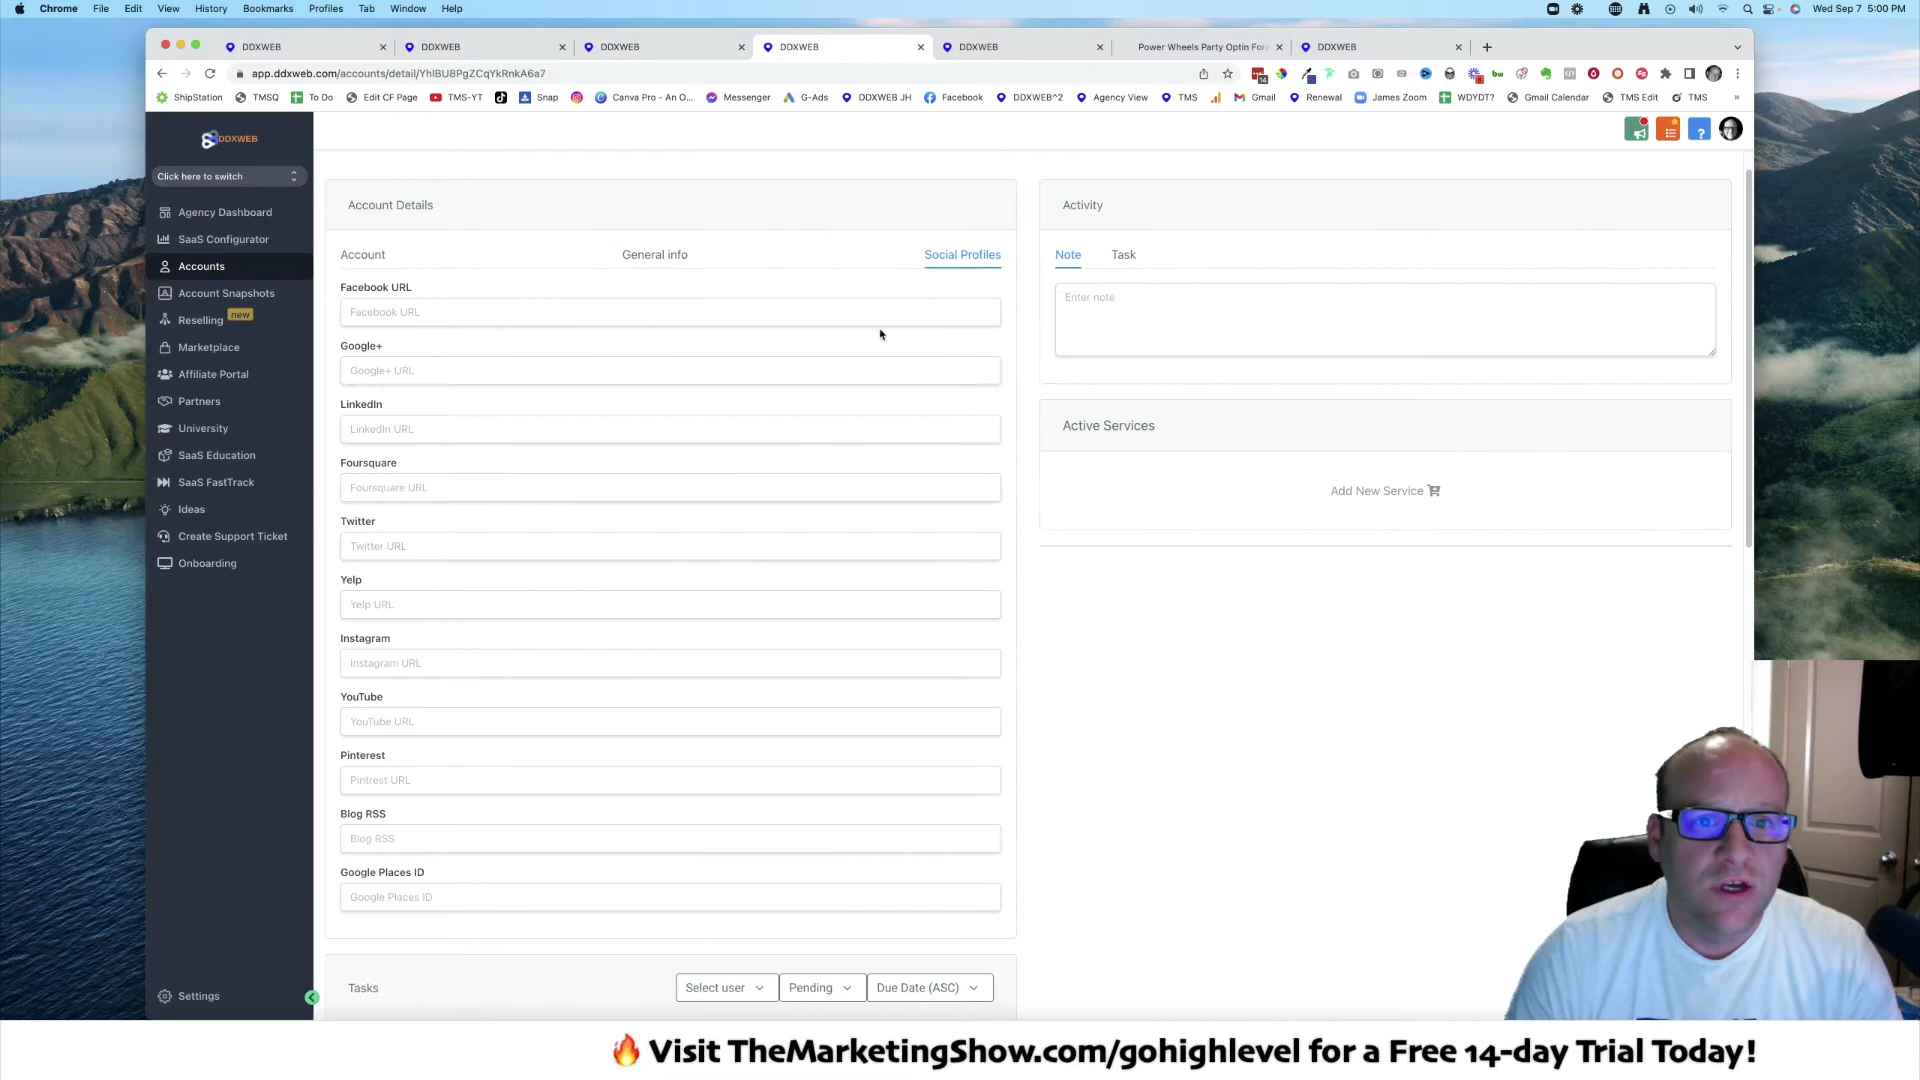 Chrome File Edit View History Bookmarks Profiles Tab Window Help
Wed Sep 7 5:00 PM
DDXWEB
DDXWEB
DDXWEB
DDXWEB
DDXWEB
Power Wheels Party Optin For
DDXWEB
app.ddxweb.com/accounts/detail/YhlBU8PgZCqYkRnkA6a7
14
ShipStation TMSQ To Do Edit CF Page TMS-YT Snap Canva Pro - An O... Messenger G-Ads DDXWEB JH Facebook DDXWEB^2 Agency View TMS Gmail Renewal James Zoom WDYDT? Gmail Calendar TMS Edit TMS »
DDXWEB
Click here to switch
Agency Dashboard
SaaS Configurator
Accounts
Account Snapshots
Reselling new
Marketplace
Affiliate Portal
Partners
University
SaaS Education
SaaS FastTrack
Ideas
Create Support Ticket
Onboarding
Settings
Account Details
Account General info Social Profiles
Facebook URL
Facebook URL
Google+
Google+ URL
LinkedIn
LinkedIn URL
Foursquare
Foursquare URL
Twitter
Twitter URL
Yelp
Yelp URL
Instagram
Instagram URL
YouTube
YouTube URL
Pinterest
Pintrest URL
Blog RSS
Blog RSS
Google Places ID
Google Places ID
Tasks Select user Pending Due Date (ASC)
Activity
Note Task
Enter note
Active Services
Add New Service
Visit TheMarketingShow.com/gohighlevel for a Free 14-day Trial Today!